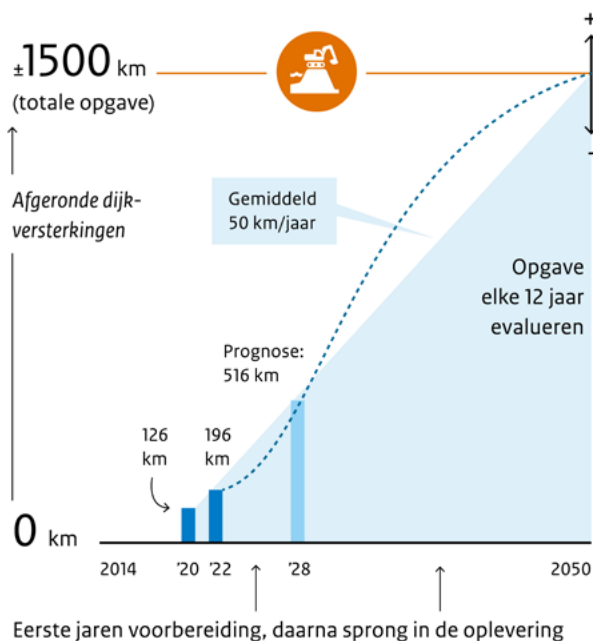 ±1500 km
(totale opgave)
+
-
Afgeronde dijk-
versterkingen
Gemiddeld
50 km/jaar
Opgave
elke 12 jaar
evalueren
Prognose:
516 km
126
km
196
km
0 km
2014 '20 '22 '28 2050
Eerste jaren voorbereiding, daarna sprong in de oplevering